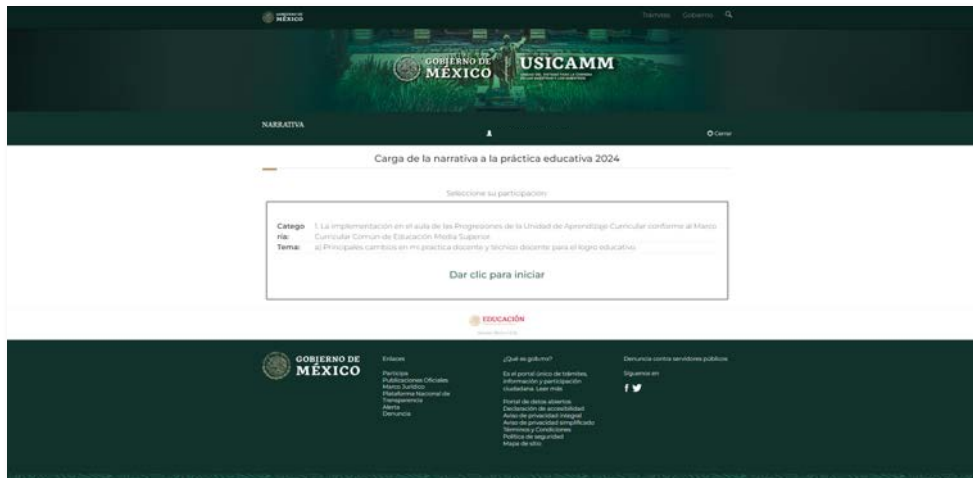 GOBIERNO DE
MÉXICO
Trámites Gobierno
GOBIERNO DE
MÉXICO
USICAMM
NARRATIVA
Cerrar
Carga de la narrativa a la práctica educativa 2024
Seleccione su participación:
Catego
ría:
1. La implementación en el aula de las Progresiones de la Unidad de Aprendizaje Curricular conforme al Marco
Curricular Común de Educación Media Superior.
Tema:
a) Principales cambios en mi práctica docente y técnico docente para el logro educativo
Dar clic para iniciar
EDUCACIÓN
GOBIERNO DE
MÉXICO
Enlaces
Participa
Publicaciones Oficiales
Marco Jurídico
Plataforma Nacional de
Transparencia
Alerta
Denuncia
¿Qué es gob.mx?
Es el portal único de trámites,
información y participación
ciudadana. Leer más
Portal de datos abiertos
Declaración de accesibilidad
Aviso de privacidad integral
Aviso de privacidad simplificado
Términos y Condiciones
Política de seguridad
Mapa de sitio
Denuncia contra servidores públicos
Síguenos en